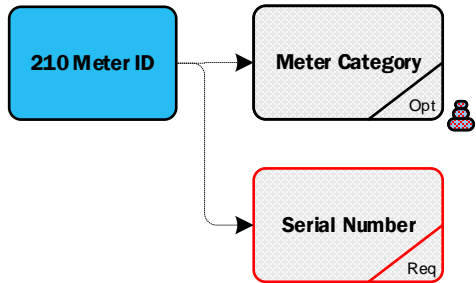 210 Meter ID
Meter Category
Opt
Serial Number
Req